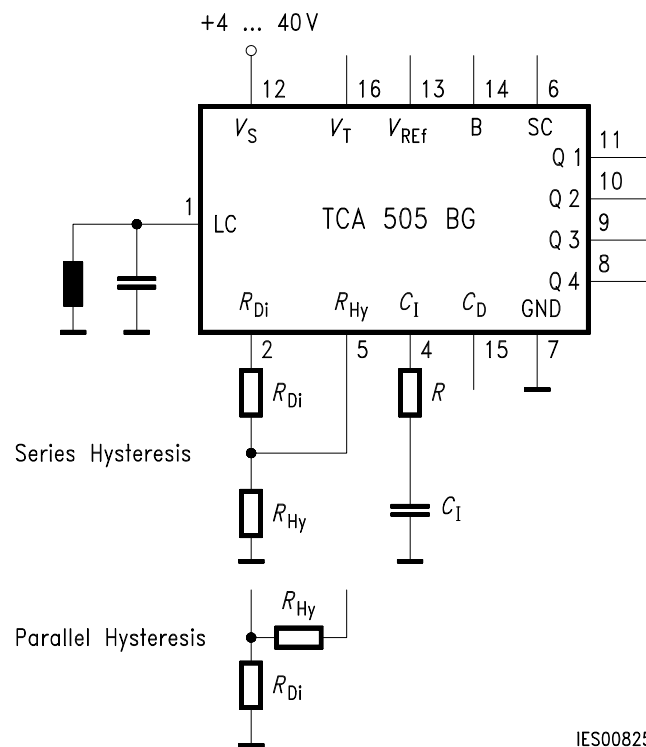 +4 ... 40 V
12 16 13 14 6
V_S V_T V_REf B SC
11
Q 1
10
Q 2
1
LC TCA 505 BG
9
Q 3
8
Q 4
R_Di R_Hy C_I C_D GND
2 5 4 15 7
R_Di R
Series Hysteresis
R_Hy C_I
R_Hy
Parallel Hysteresis
R_Di
IES00825